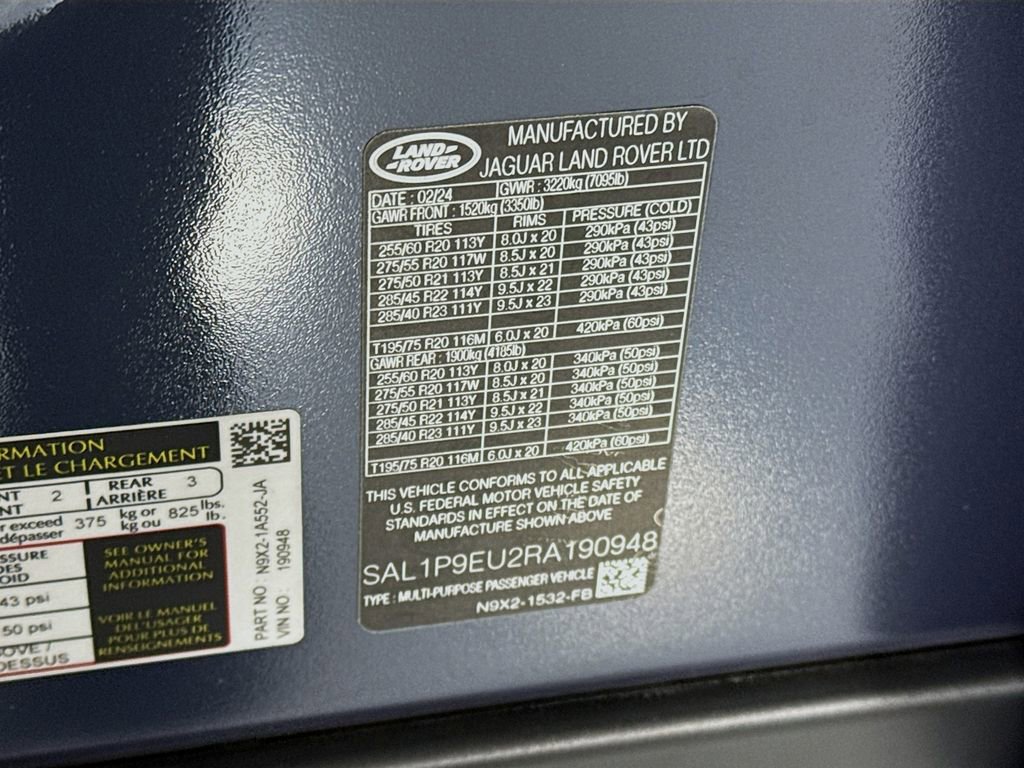 LAND-
-ROVER
MANUFACTURED BY
JAGUAR LAND ROVER LTD
DATE : 02/24 GVWR : 3220kg (7095lb)
GAWR FRONT : 1520kg (3350lb)
TIRES RIMS PRESSURE (COLD)
255/60 R20 113Y 8.0J x 20 290kPa (43psi)
275/55 R20 117W 8.5J x 20 290kPa (43psi)
275/50 R21 113Y 8.5J x 21 290kPa (43psi)
285/45 R22 114Y 9.5J x 22 290kPa (43psi)
285/40 R23 111Y 9.5J x 23 290kPa (43psi)
T195/75 R20 116M 6.0J x 20 420kPa (60psi)
GAWR REAR : 1900kg (4185lb)
255/60 R20 113Y 8.0J x 20 340kPa (50psi)
275/55 R20 117W 8.5J x 20 340kPa (50psi)
275/50 R21 113Y 8.5J x 21 340kPa (50psi)
285/45 R22 114Y 9.5J x 22 340kPa (50psi)
285/40 R23 111Y 9.5J x 23 340kPa (50psi)
T195/75 R20 116M 6.0J x 20 420kPa (60psi)
THIS VEHICLE CONFORMS TO ALL APPLICABLE
U.S. FEDERAL MOTOR VEHICLE SAFETY
STANDARDS IN EFFECT ON THE DATE OF
MANUFACTURE SHOWN ABOVE
SAL1P9EU2RA190948
TYPE : MULTI-PURPOSE PASSENGER VEHICLE
N9X2-1532-FB
RMATION
ET LE CHARGEMENT
NT 2 REAR 3
NT ARRIÈRE
r exceed 375 kg or 825 lbs.
dépasser kg ou lb.
SSURE
DES
OID
43 psi
50 psi
OVE /
DESSUS
SEE OWNER'S
MANUAL FOR
ADDITIONAL
INFORMATION
VOIR LE MANUEL
DE L'USAGER
POUR PLUS DE
RENSEIGNEMENTS
PART NO : N9X2-1A552-JA
VIN NO : 190948